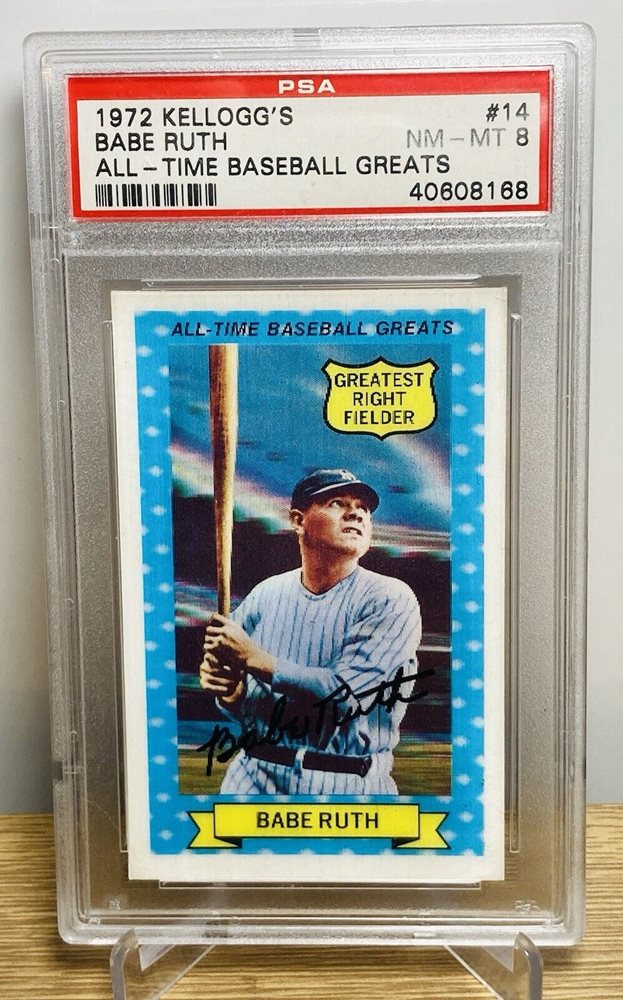 PSA
1972 KELLOGG'S #14
BABE RUTH NM-MT 8
ALL-TIME BASEBALL GREATS
40608168
ALL-TIME BASEBALL GREATS
GREATEST
RIGHT
FIELDER
Babe Ruth
BABE RUTH